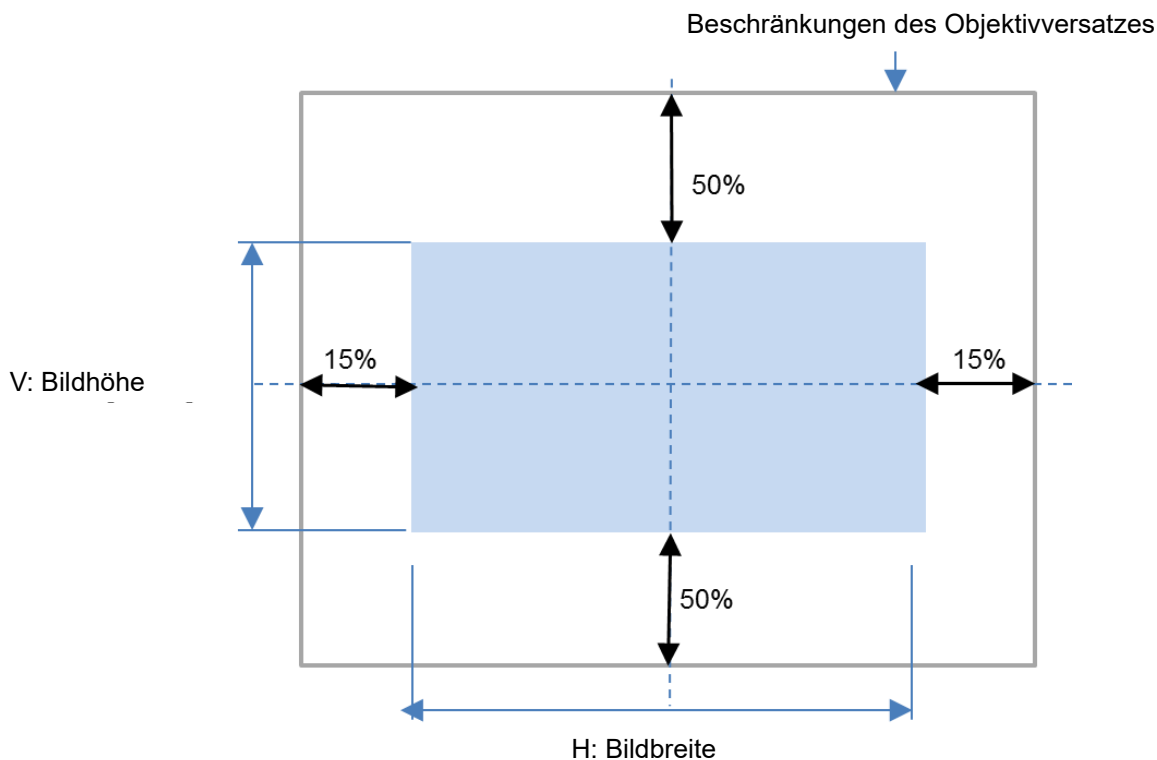 Beschränkungen des Objektivversatzes
50%
15%
15%
V: Bildhöhe
50%
H: Bildbreite